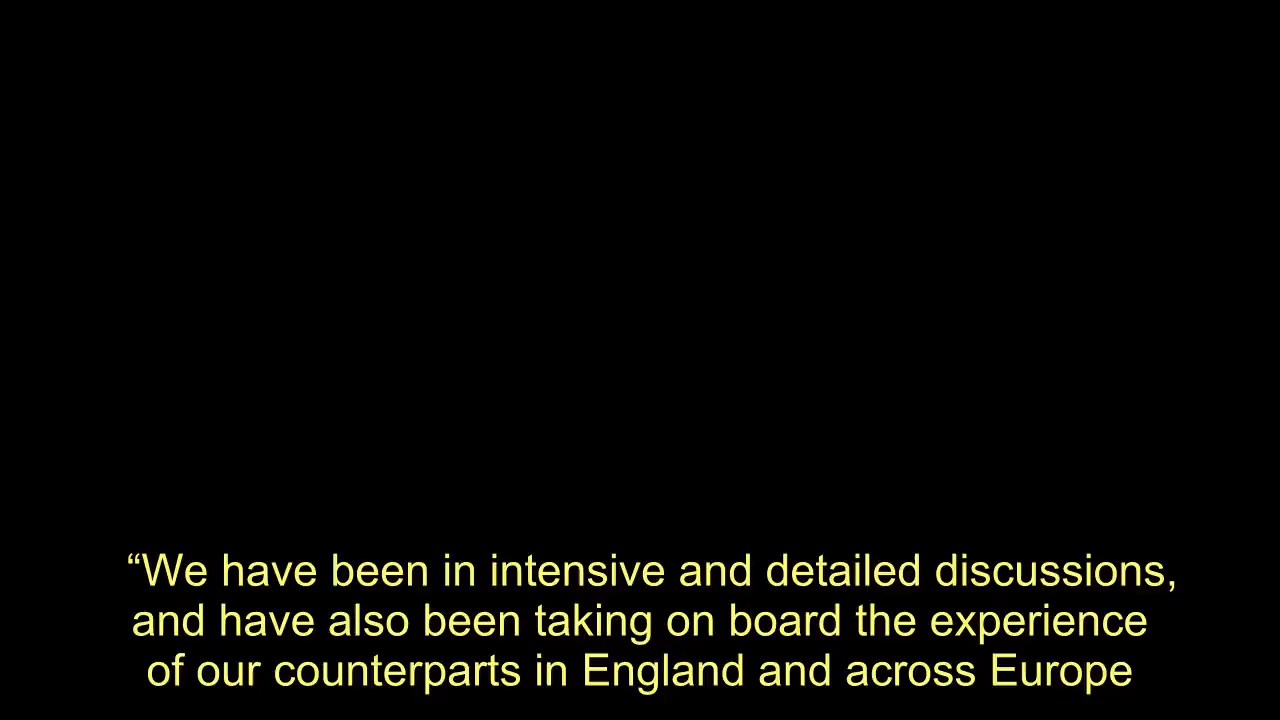 “We have been in intensive and detailed discussions,
and have also been taking on board the experience
of our counterparts in England and across Europe